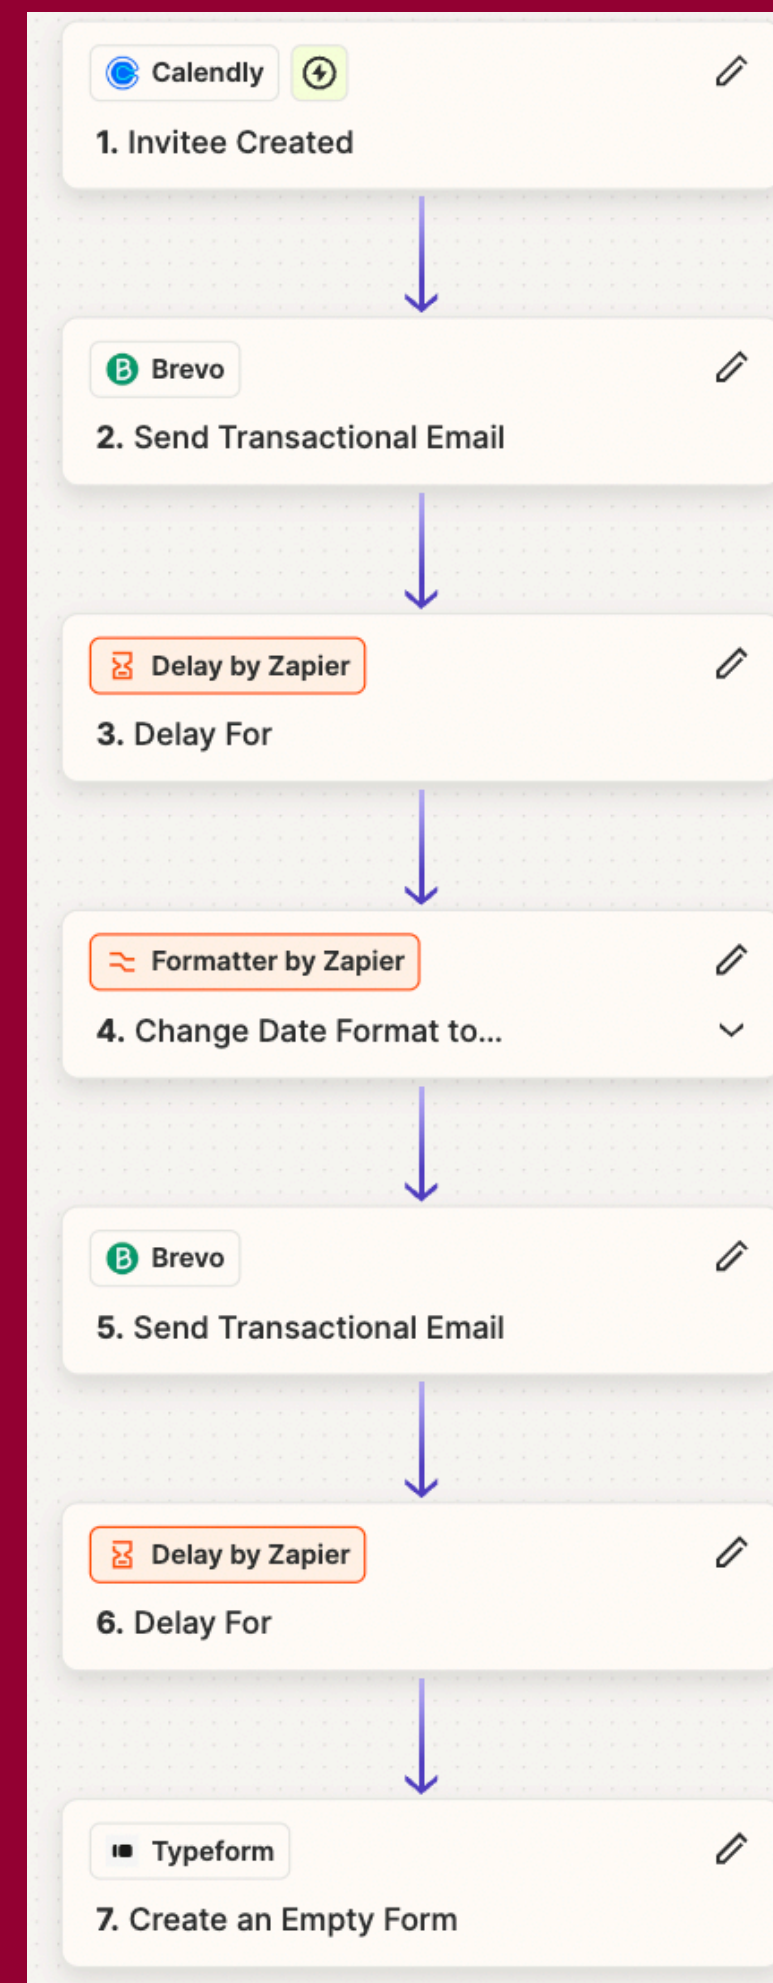 Calendly
1. Invitee Created
Brevo
2. Send Transactional Email
Delay by Zapier
3. Delay For
Formatter by Zapier
4. Change Date Format to...
Brevo
5. Send Transactional Email
Delay by Zapier
6. Delay For
Typeform
7. Create an Empty Form